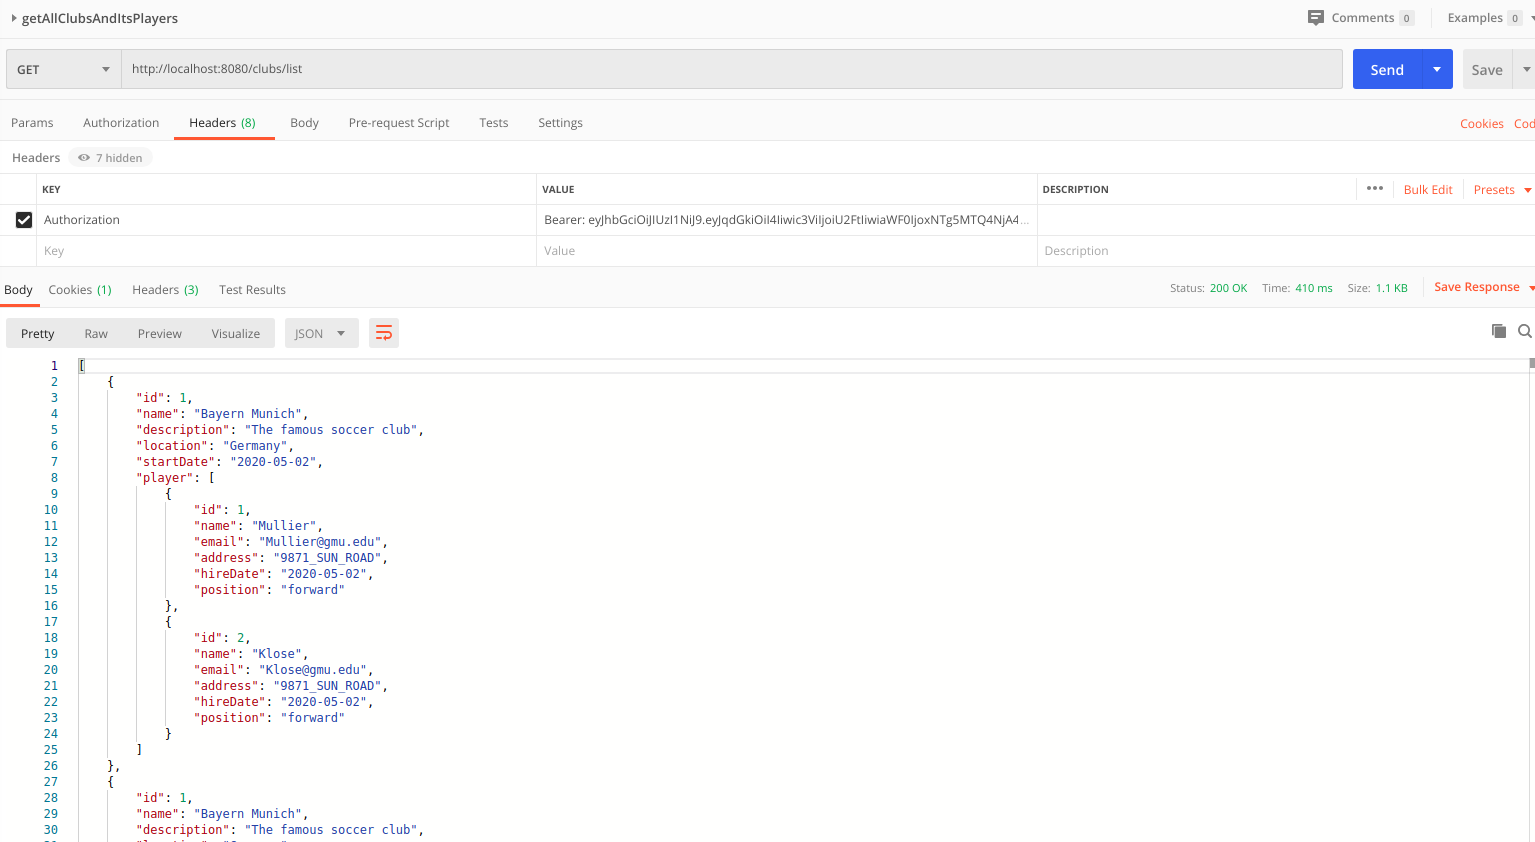 getAllClubsAndItsPlayers Comments 0 Examples 0
GET http://localhost:8080/clubs/list Send Save
Params Authorization Headers (8) Body Pre-request Script Tests Settings Cookies Cod
Headers 7 hidden
KEY VALUE DESCRIPTION ••• Bulk Edit Presets
Authorization Bearer: eyJhbGciOiJIUzI1NiJ9.eyJqdGkiOiI4Iiwic3ViIjoiU2FtIiwiaWF0IjoxNTg5MTQ4NjA4...
Key Value Description
Body Cookies (1) Headers (3) Test Results Status: 200 OK Time: 410 ms Size: 1.1 KB Save Response
Pretty Raw Preview Visualize JSON
1 [
2 {
3 "id": 1,
4 "name": "Bayern Munich",
5 "description": "The famous soccer club",
6 "location": "Germany",
7 "startDate": "2020-05-02",
8 "player": [
9 {
10 "id": 1,
11 "name": "Mullier",
12 "email": "Mullier@gmu.edu",
13 "address": "9871_SUN_ROAD",
14 "hireDate": "2020-05-02",
15 "position": "forward"
16 },
17 {
18 "id": 2,
19 "name": "Klose",
20 "email": "Klose@gmu.edu",
21 "address": "9871_SUN_ROAD",
22 "hireDate": "2020-05-02",
23 "position": "forward"
24 }
25 ]
26 },
27 {
28 "id": 1,
29 "name": "Bayern Munich",
30 "description": "The famous soccer club",